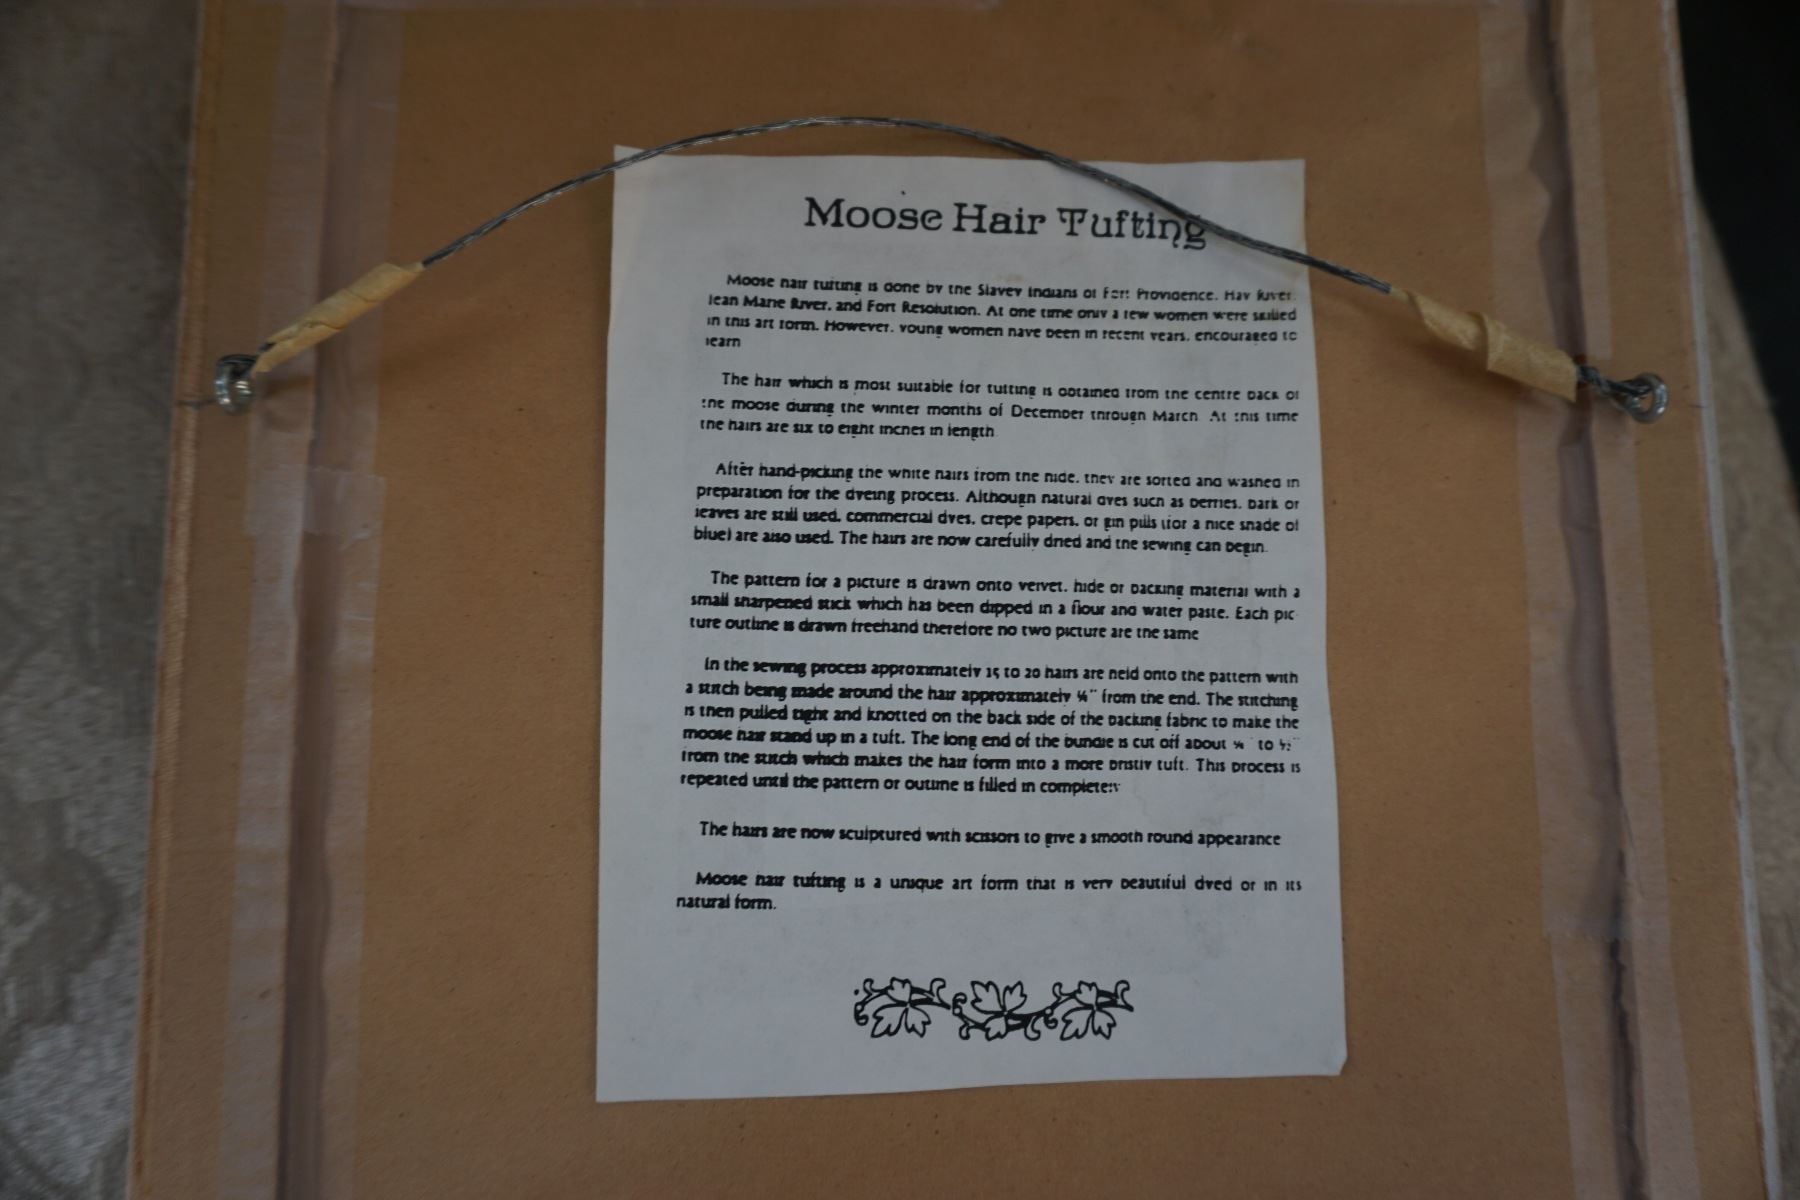 Moose Hair Tufting
Moose hair tufting is done by the Slavey Indians of Fort Providence, Hay River,
Jean Marie River, and Fort Resolution. At one time only a few women were skilled
in this art form. However, young women have been in recent years, encouraged to
learn
The hair which is most suitable for tufting is obtained from the centre back of
the moose during the winter months of December through March. At this time
the hairs are six to eight inches in length.
After hand-picking the white hairs from the hide, they are sorted and washed in
preparation for the dyeing process. Although natural dyes such as berries, bark or
leaves are still used, commercial dyes, crepe papers, or gin pills (for a nice shade of
blue) are also used. The hairs are now carefully dried and the sewing can begin.
The pattern for a picture is drawn onto velvet, hide or backing material with a
small sharpened stick which has been dipped in a flour and water paste. Each pic-
ture outline is drawn freehand therefore no two picture are the same
In the sewing process approximately 15 to 20 hairs are held onto the pattern with
a stitch being made around the hair approximately ¼" from the end. The stitching
is then pulled tight and knotted on the back side of the backing fabric to make the
moose hair stand up in a tuft. The long end of the bundle is cut off about ¼" to ½"
from the stitch which makes the hair form into a more bristly tuft. This process is
repeated until the pattern or outline is filled in completely
The hairs are now sculptured with scissors to give a smooth round appearance
Moose hair tufting is a unique art form that is very beautiful dyed or in its
natural form.